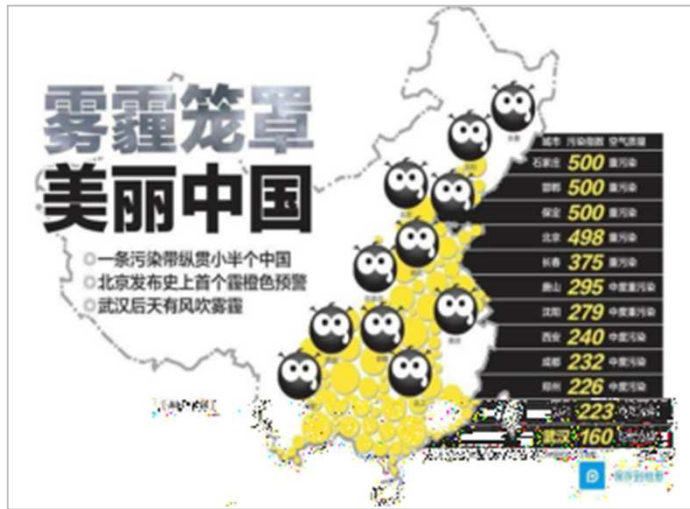 雾霾笼罩
美丽中国
一条污染带纵贯小半个中国
北京发布史上首个霾橙色预警
武汉后天有风吹雾霾
城市 污染指数 空气质量
石家庄 500 重污染
邯郸 500 重污染
保定 500 重污染
北京 498 重污染
长春 375 重污染
唐山 295 中度重污染
沈阳 279 中度重污染
西安 240 中度污染
成都 232 中度污染
郑州 226 中度污染
223
武汉 160
保存到相册